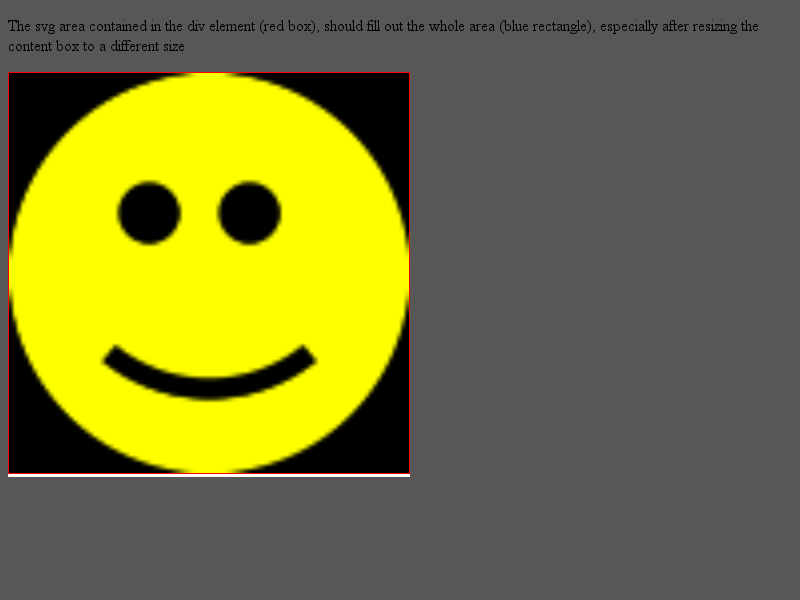 The svg area contained in the div element (red box), should fill out the whole area (blue rectangle), especially after resizing the
content box to a different size